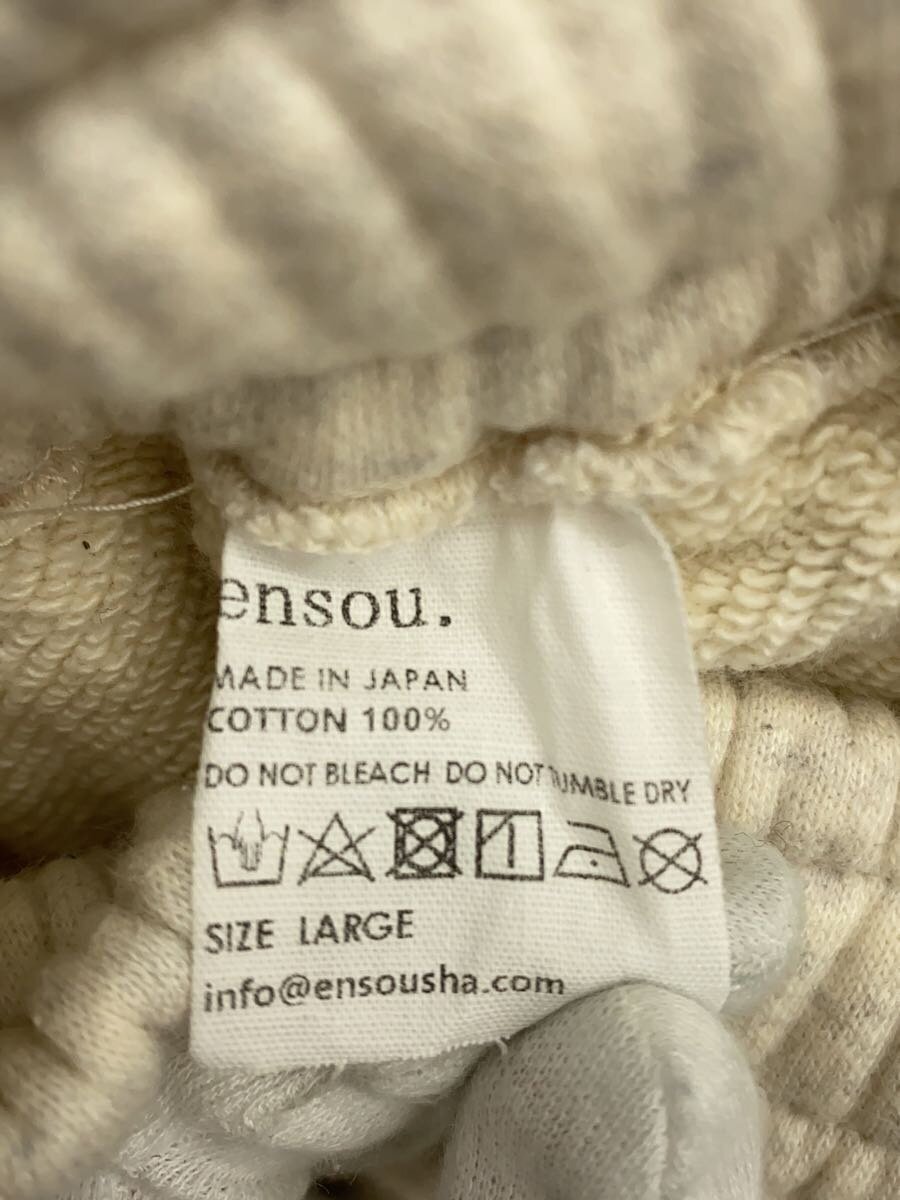 ensou.
MADE IN JAPAN
COTTON 100%
DO NOT BLEACH DO NOT TUMBLE DRY
SIZE LARGE
info@ensousha.com